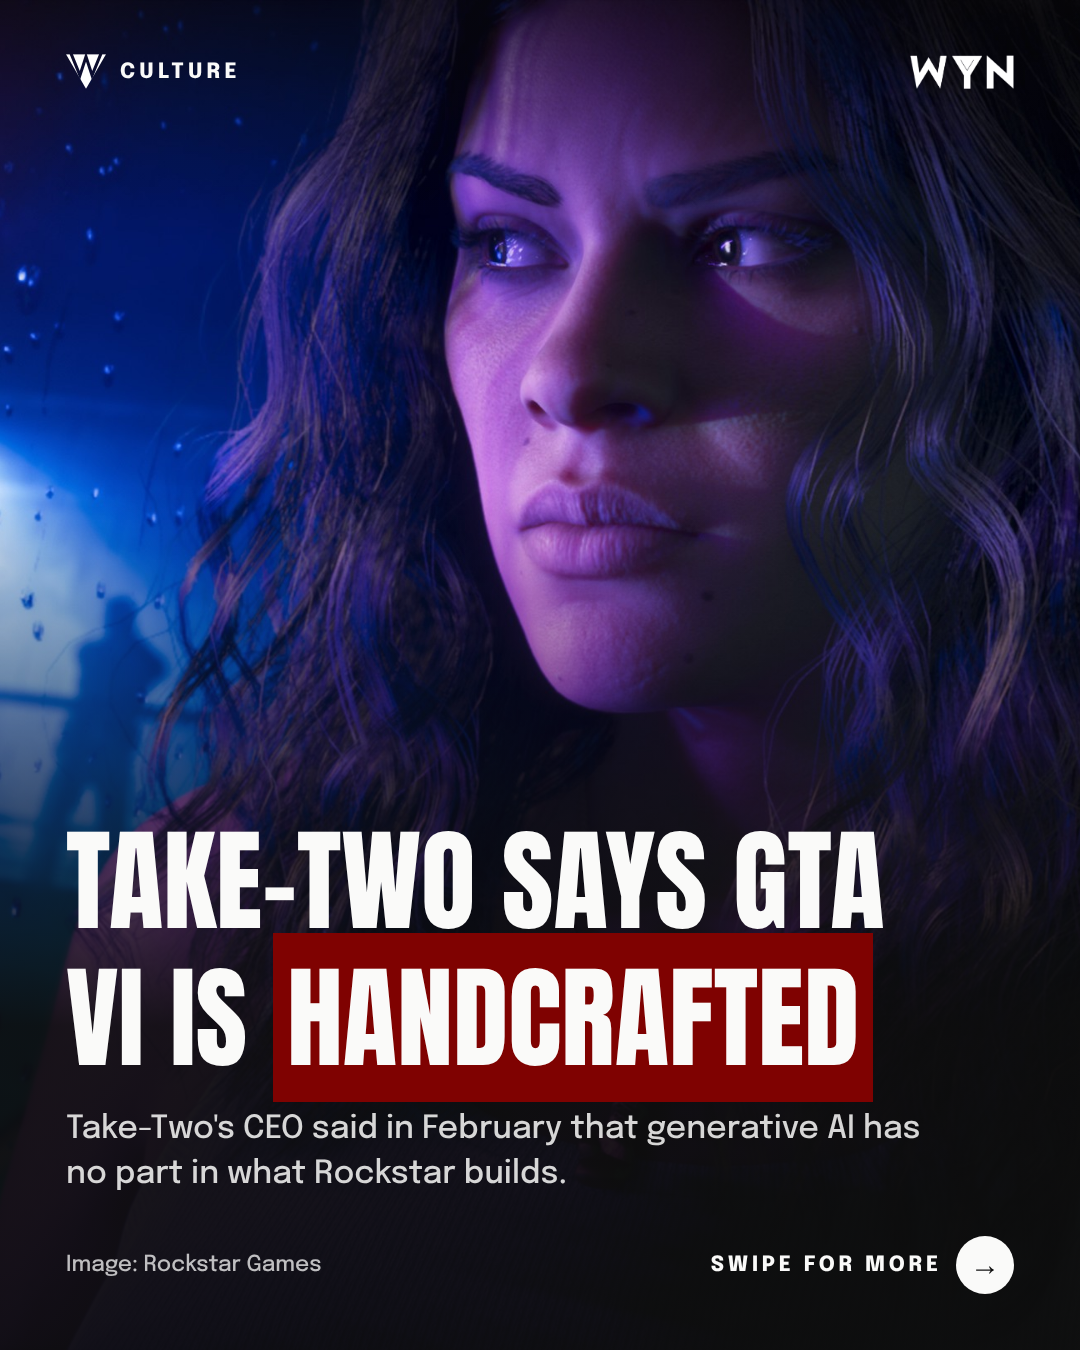 CULTURE
WYN
TAKE-TWO SAYS GTA
VI IS HANDCRAFTED
Take-Two's CEO said in February that generative AI has
no part in what Rockstar builds.
Image: Rockstar Games
SWIPE FOR MORE →